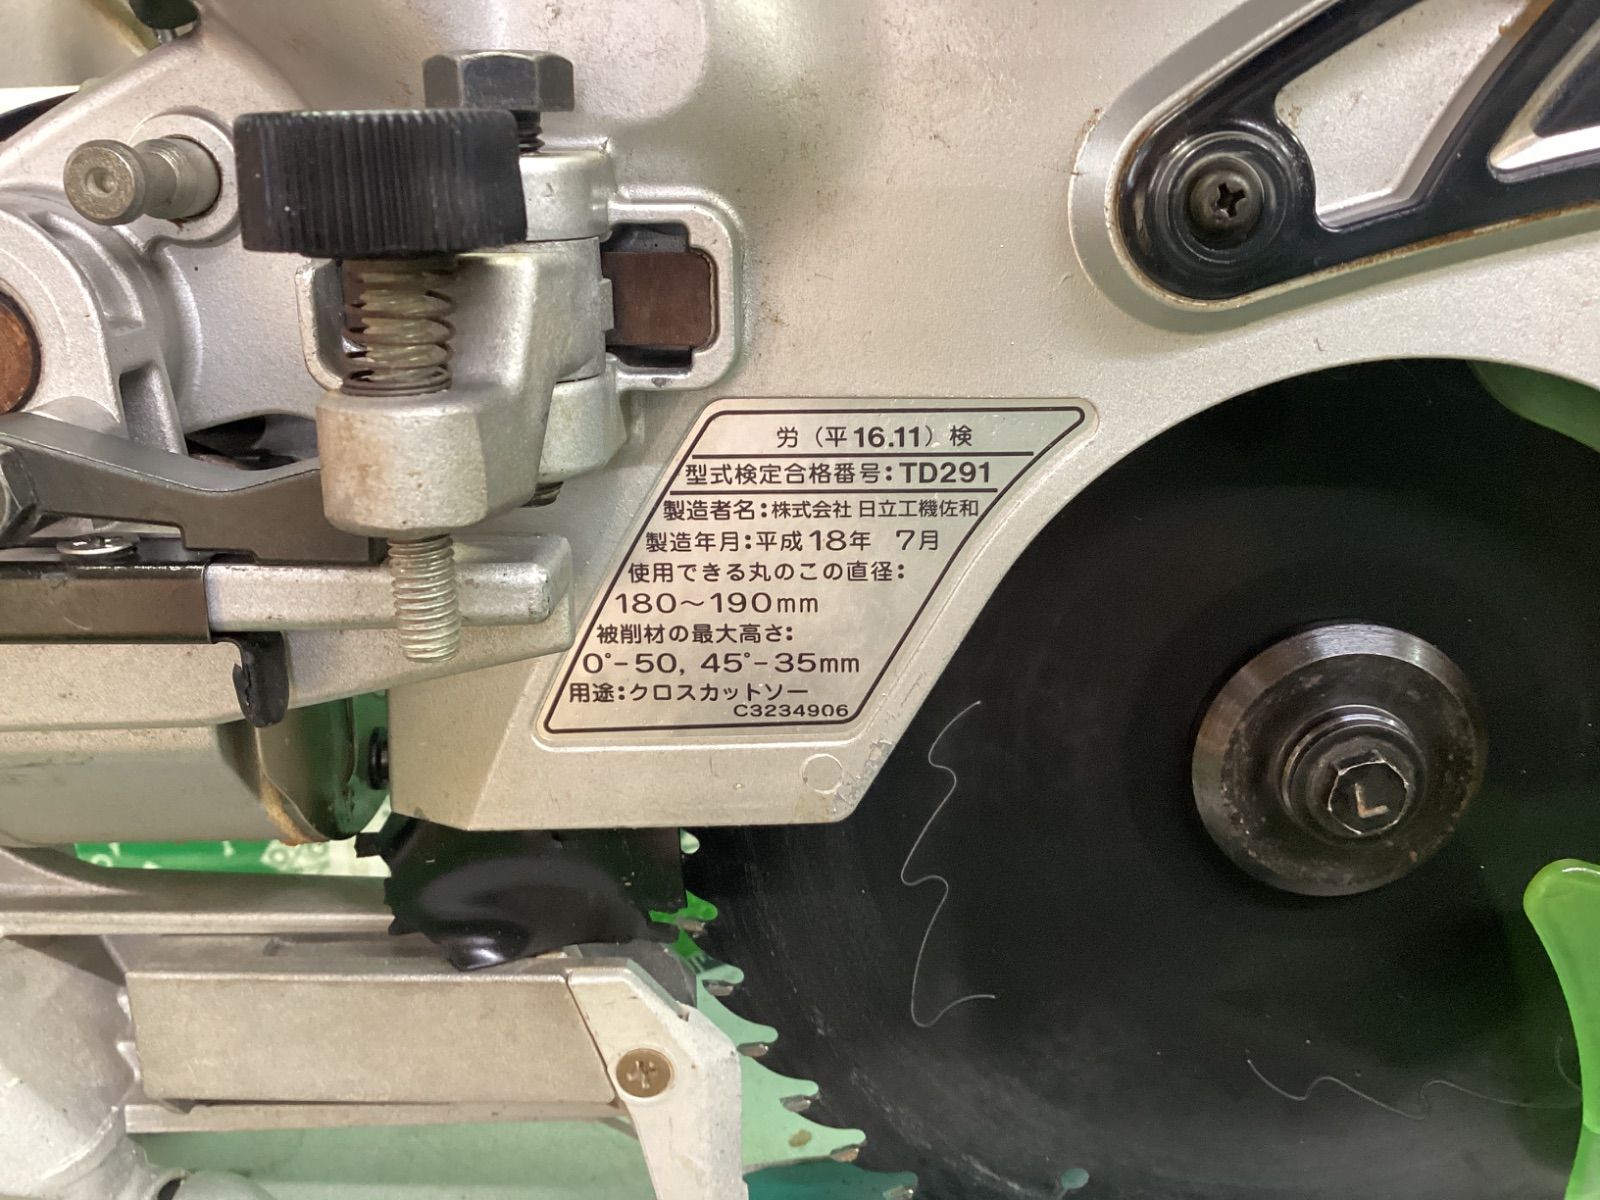 労（平16.11）検
型式検定合格番号：TD291
製造者名：株式会社 日立工機佐和
製造年月：平成18年 7月
使用できる丸のこの直径：
180～190mm
被削材の最大高さ：
0°-50, 45°-35mm
用途：クロスカットソー
C3234906
L